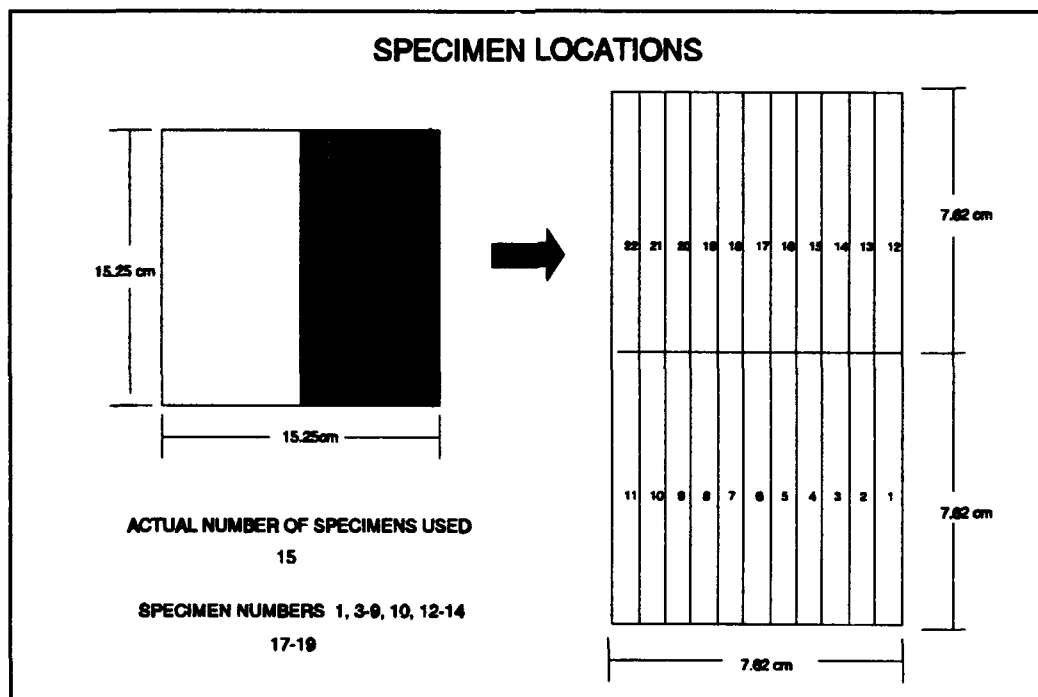 SPECIMEN LOCATIONS
15.25 cm
15.25cm
ACTUAL NUMBER OF SPECIMENS USED
15
SPECIMEN NUMBERS 1, 3-9, 10, 12-14
17-19
22 21 20 19 18 17 16 15 14 13 12
7.62 cm
11 10 9 8 7 6 5 4 3 2 1
7.62 cm
7.62 cm